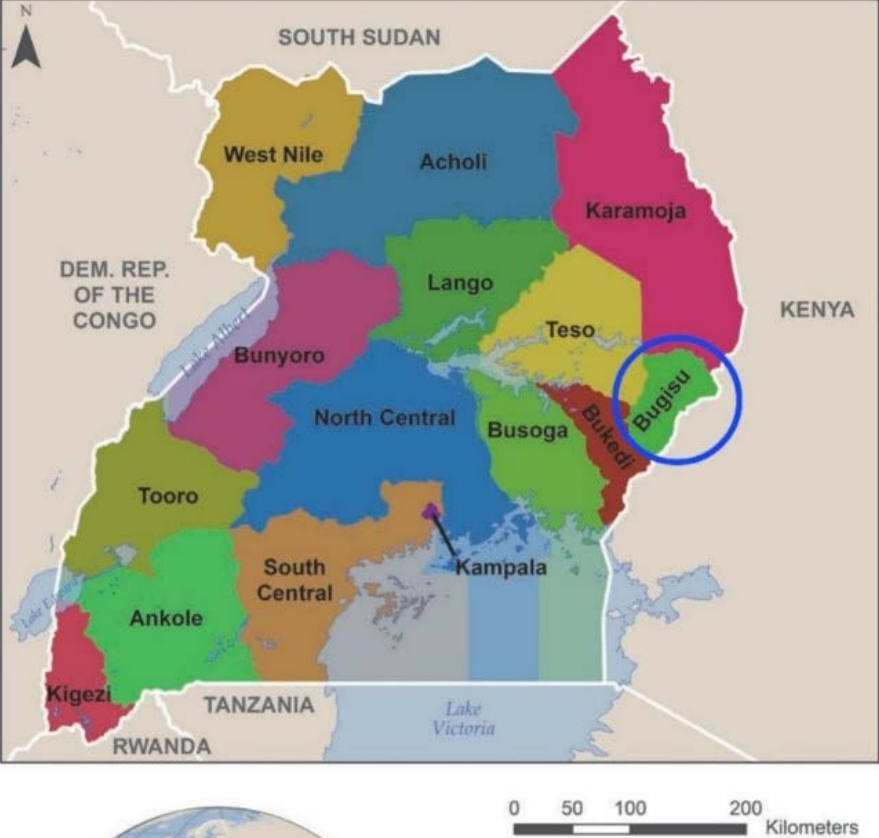 N
SOUTH SUDAN
West Nile
Acholi
Karamoja
DEM. REP.
OF THE
CONGO
Lango
KENYA
Lake Albert
Teso
Bunyoro
Bugisu
North Central
Busoga
Bukedi
Tooro
South
Central
Kampala
Lake Edward
Ankole
Kigezi
TANZANIA
Lake
Victoria
RWANDA
0 50 100 200
Kilometers